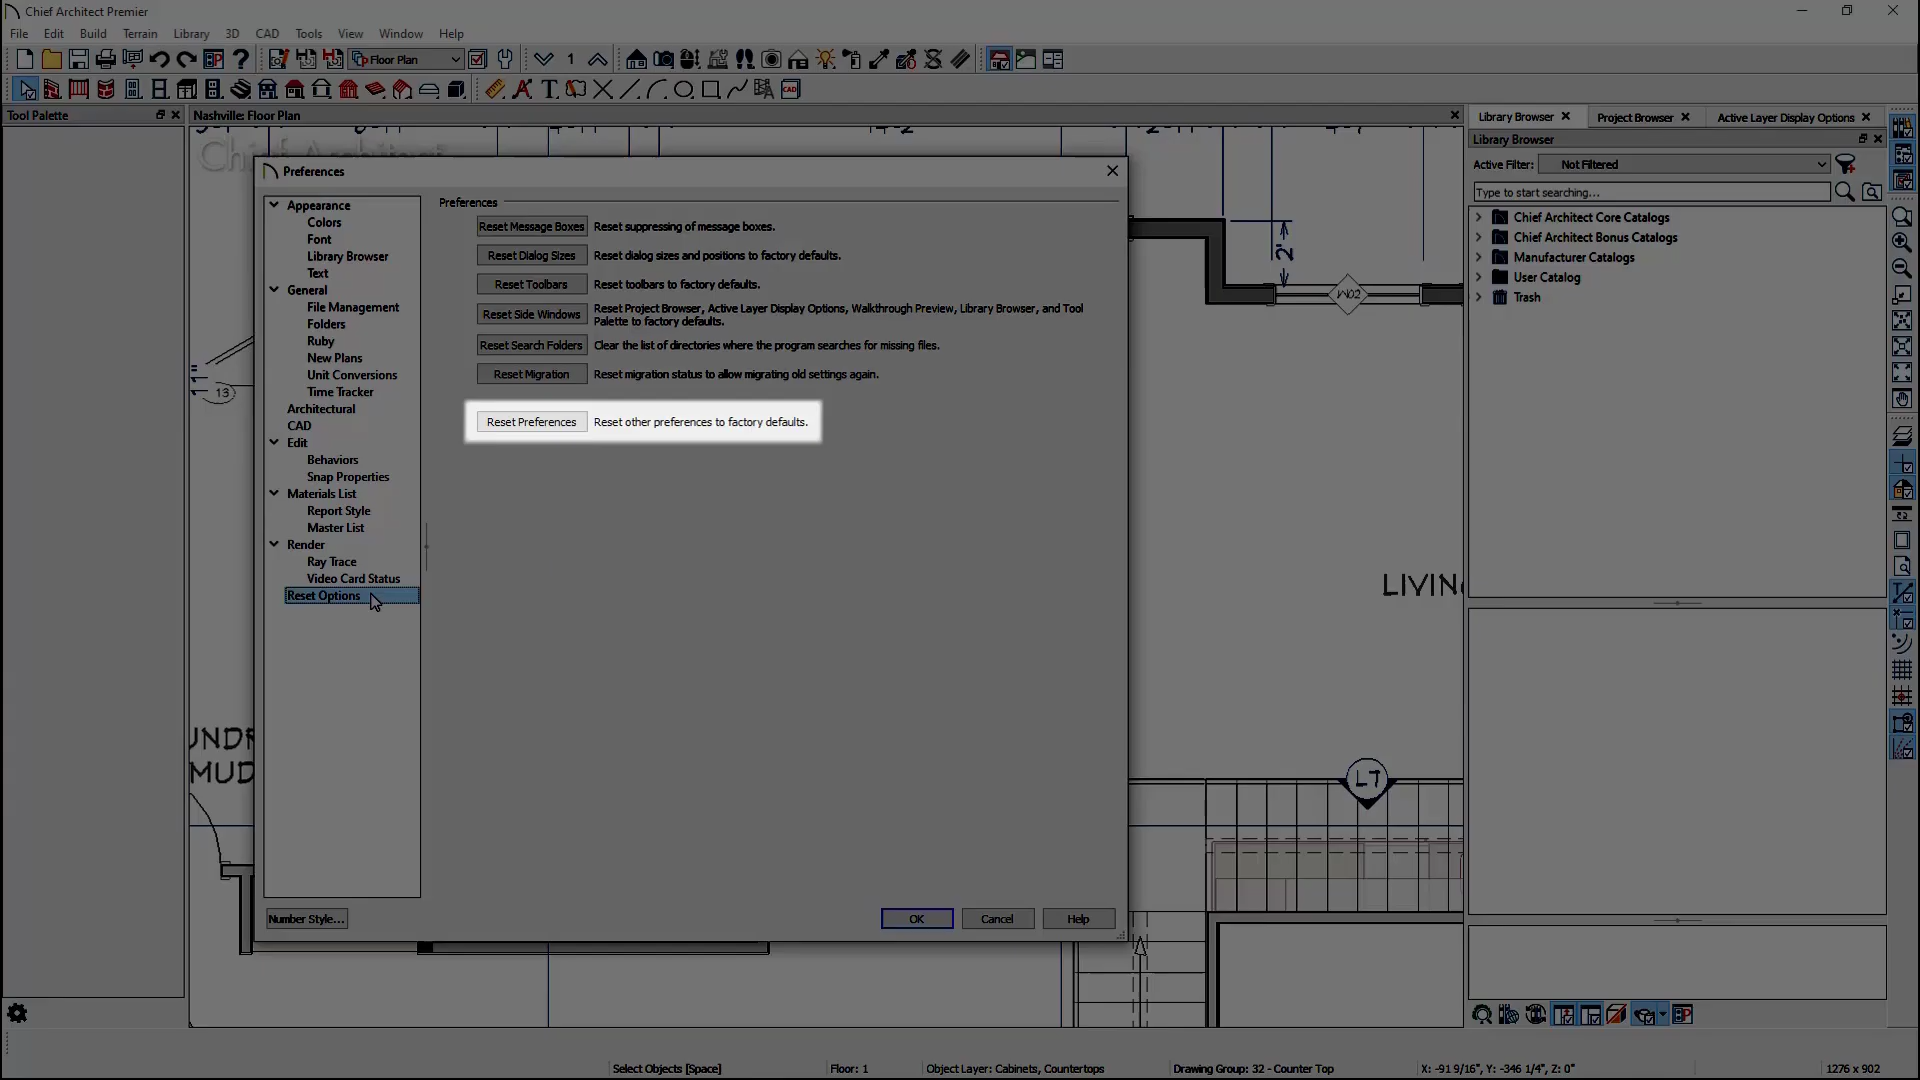 Chief Architect Premier
File Edit Build Terrain Library 3D CAD Tools View Window Help
Floor Plan 1
Tool Palette
Nashville: Floor Plan
Library Browser Project Browser Active Layer Display Options
Library Browser
Active Filter: Not Filtered
Type to start searching...
Chief Architect Core Catalogs
Chief Architect Bonus Catalogs
Manufacturer Catalogs
User Catalog
Trash
Chief Architect
Preferences
Appearance
Colors
Font
Library Browser
Text
General
File Management
Folders
Ruby
New Plans
Unit Conversions
Time Tracker
Architectural
CAD
Edit
Behaviors
Snap Properties
Materials List
Report Style
Master List
Render
Ray Trace
Video Card Status
Reset Options
Preferences
Reset Message Boxes Reset suppressing of message boxes.
Reset Dialog Sizes Reset dialog sizes and positions to factory defaults.
Reset Toolbars Reset toolbars to factory defaults.
Reset Side Windows Reset Project Browser, Active Layer Display Options, Walkthrough Preview, Library Browser, and Tool
Palette to factory defaults.
Reset Search Folders Clear the list of directories where the program searches for missing files.
Reset Migration Reset migration status to allow migrating old settings again.
Reset Preferences Reset other preferences to factory defaults.
Number Style... OK Cancel Help
2'
W02
13
LIVIN
UNDR
MUD
LT
Select Objects [Space] Floor: 1 Object Layer: Cabinets, Countertops Drawing Group: 32 - Counter Top X: -91 9/16", Y: -346 1/4", Z: 0" 1276 x 902